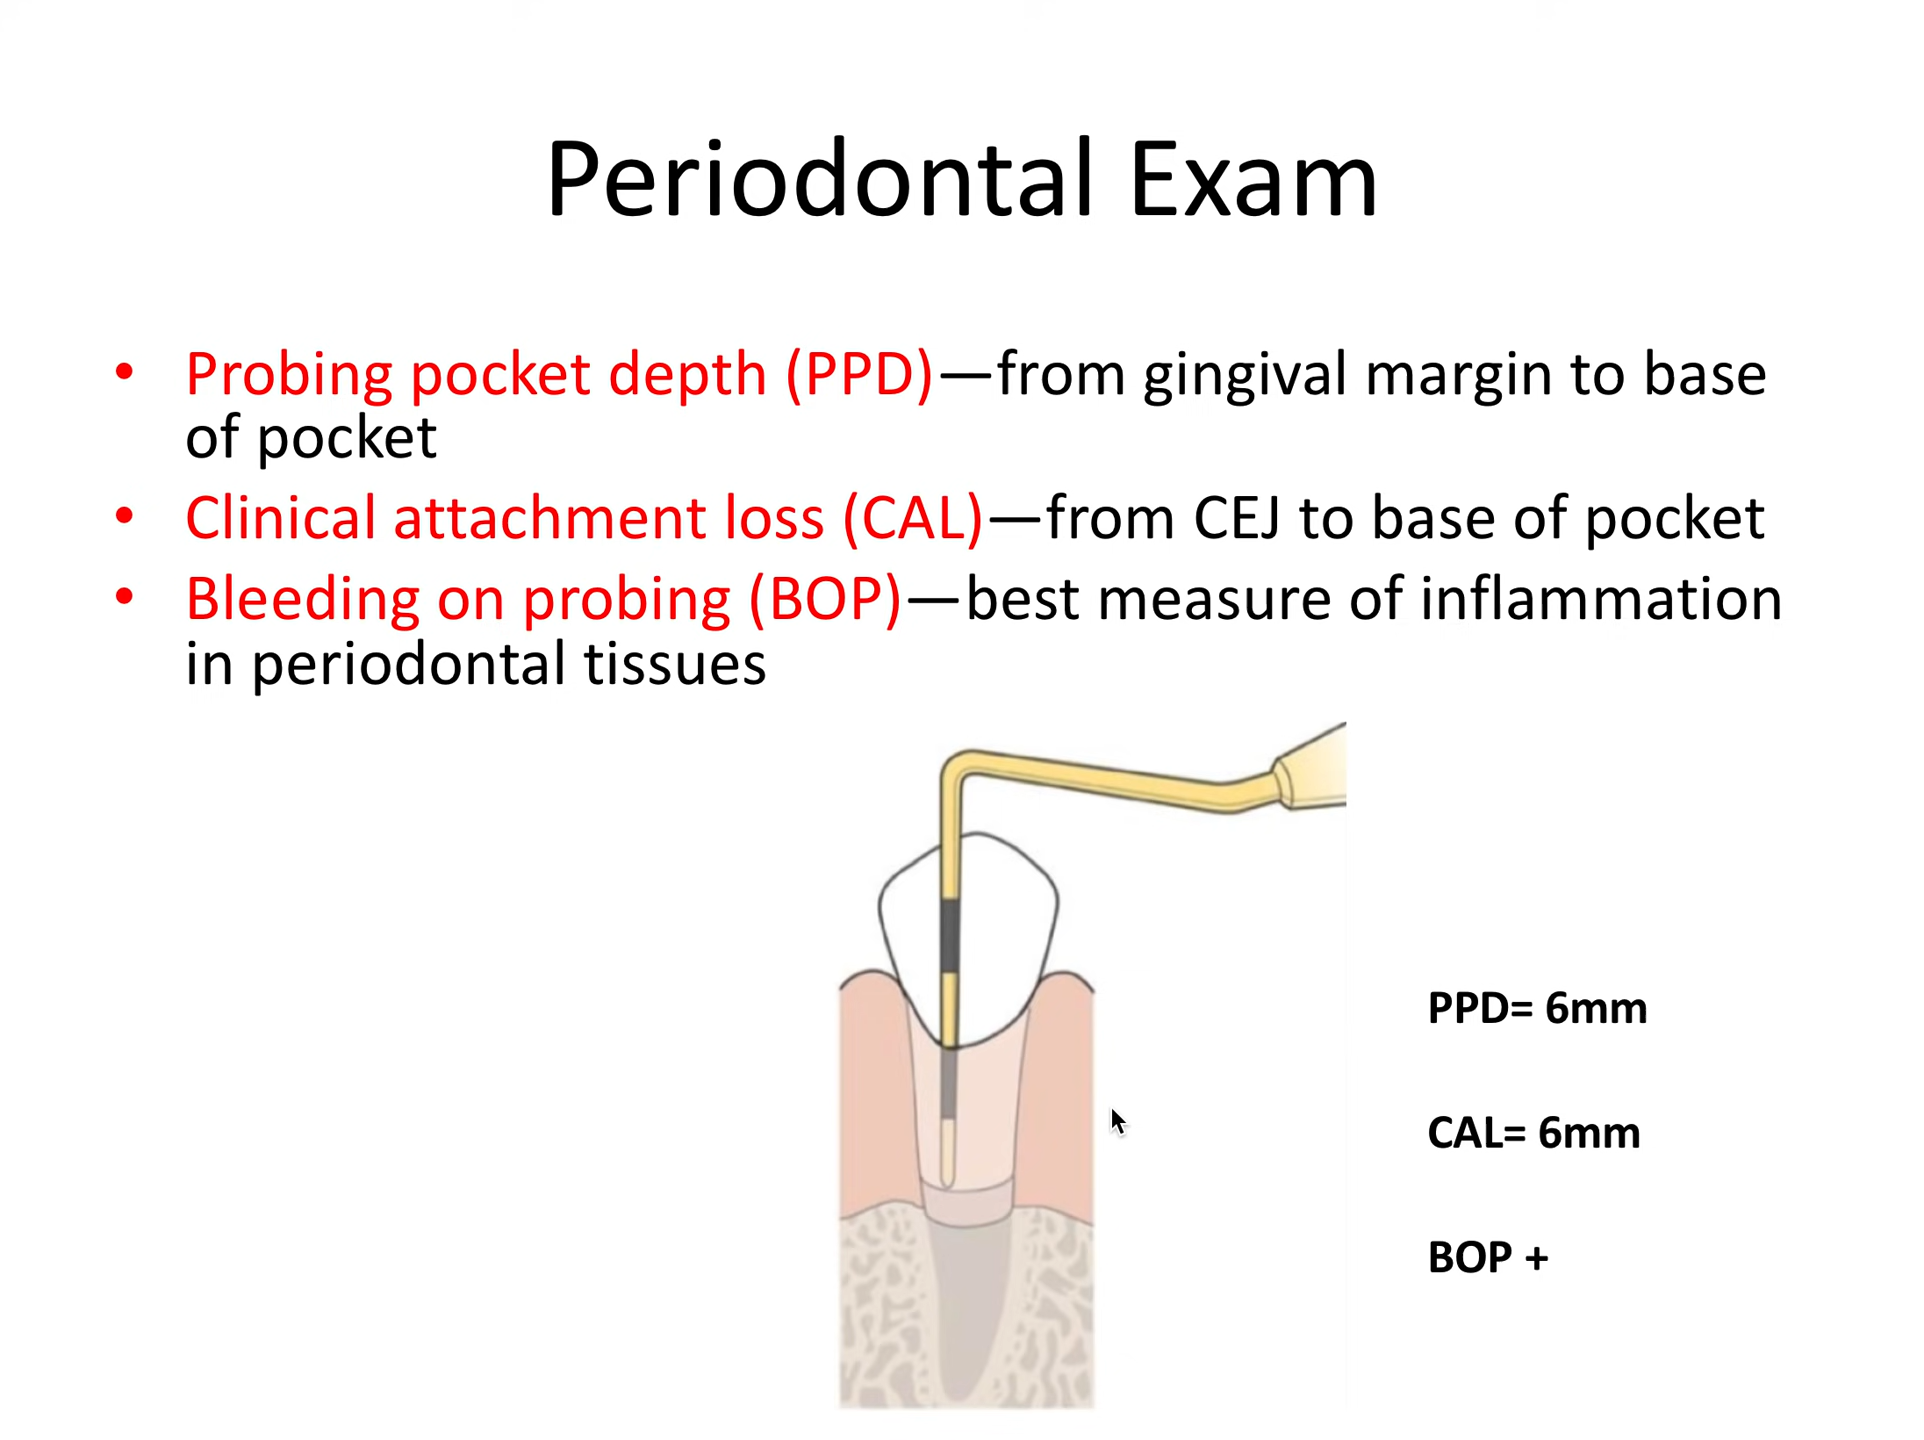 Periodontal Exam
• Probing pocket depth (PPD)—from gingival margin to base
of pocket
• Clinical attachment loss (CAL)—from CEJ to base of pocket
• Bleeding on probing (BOP)—best measure of inflammation
in periodontal tissues
PPD= 6mm
CAL= 6mm
BOP +